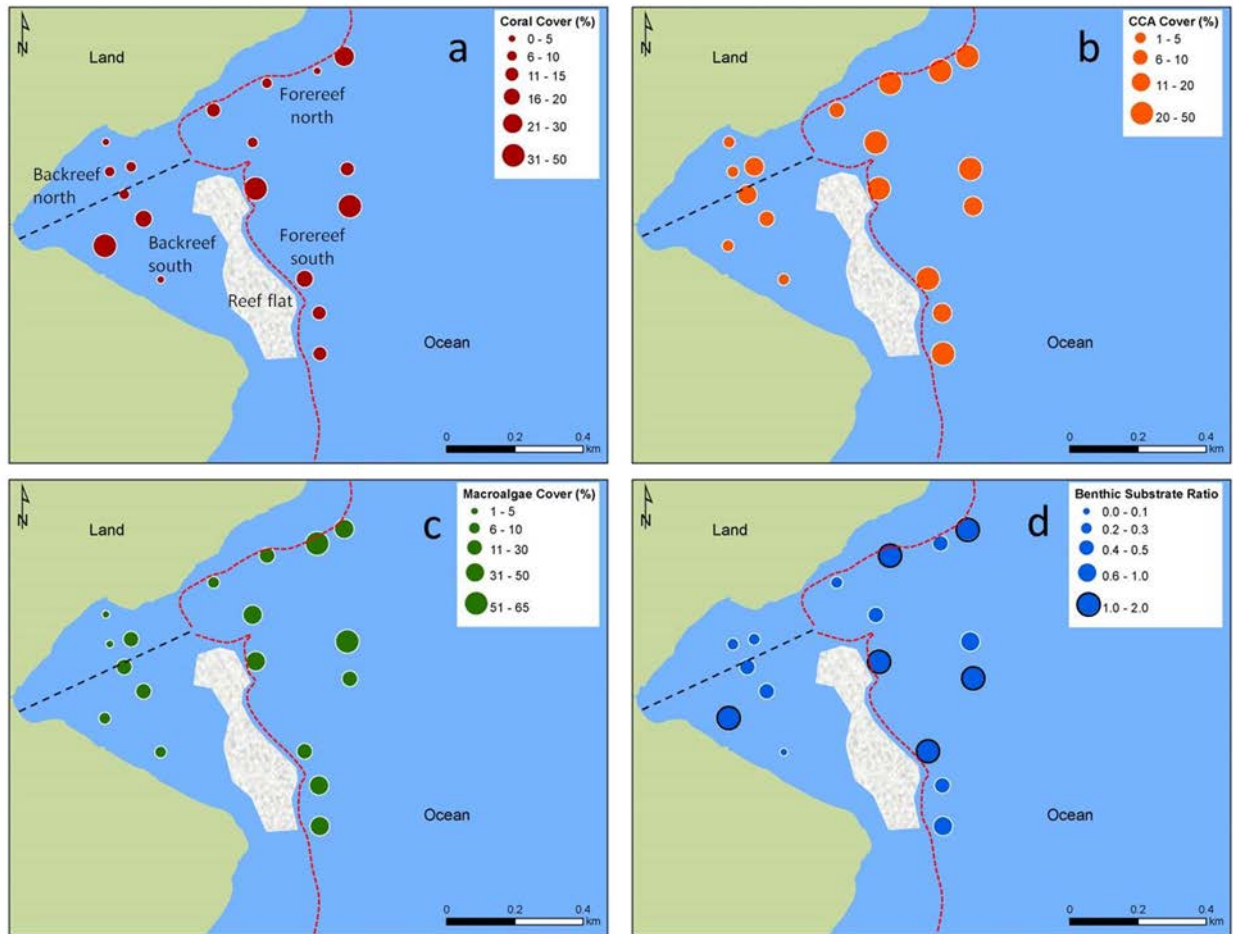 N
Land
a
Coral Cover (%)
0 - 5
6 - 10
11 - 15
16 - 20
21 - 30
31 - 50
Forereef
north
Backreef
north
Backreef
south
Forereef
south
Reef flat
Ocean
0 0.2 0.4
km
N
Land
b
CCA Cover (%)
1 - 5
6 - 10
11 - 20
20 - 50
Ocean
0 0.2 0.4
km
N
Land
c
Macroalgae Cover (%)
1 - 5
6 - 10
11 - 30
31 - 50
51 - 65
Ocean
0 0.2 0.4
km
N
Land
d
Benthic Substrate Ratio
0.0 - 0.1
0.2 - 0.3
0.4 - 0.5
0.6 - 1.0
1.0 - 2.0
Ocean
0 0.2 0.4
km